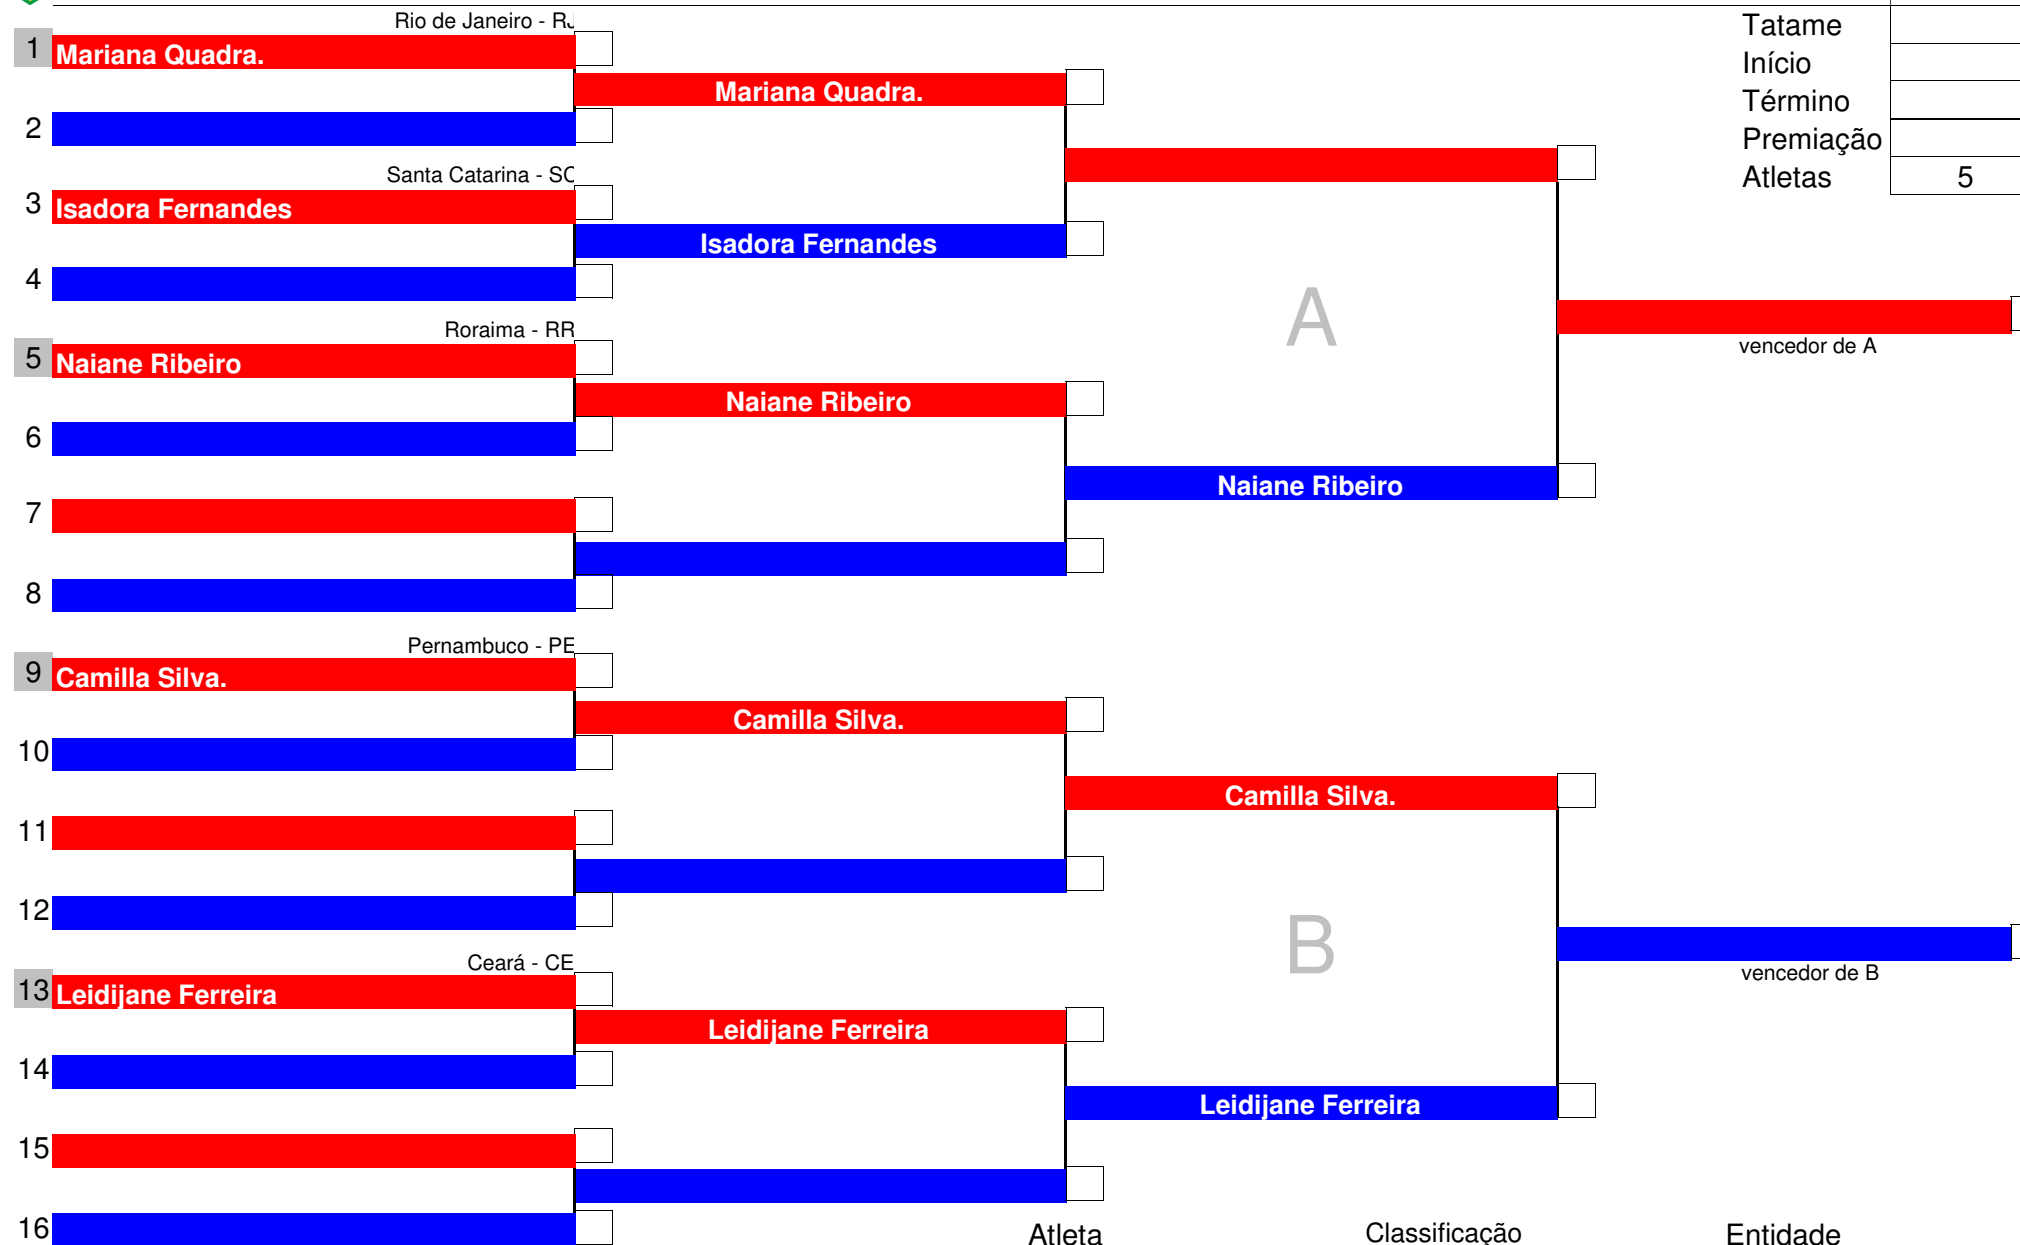 Rio de Janeiro - RJ
1 Mariana Quadra.
Mariana Quadra.
2
Santa Catarina - SC
3 Isadora Fernandes
Isadora Fernandes
4
Roraima - RR
5 Naiane Ribeiro
Naiane Ribeiro
6
Naiane Ribeiro
7
8
Pernambuco - PE
9 Camilla Silva.
Camilla Silva.
10
Camilla Silva.
11
12
Ceará - CE
13 Leidijane Ferreira
Leidijane Ferreira
14
Leidijane Ferreira
15
16
A
vencedor de A
B
vencedor de B
Tatame
Início
Término
Premiação
Atletas 5
Atleta Classificação Entidade